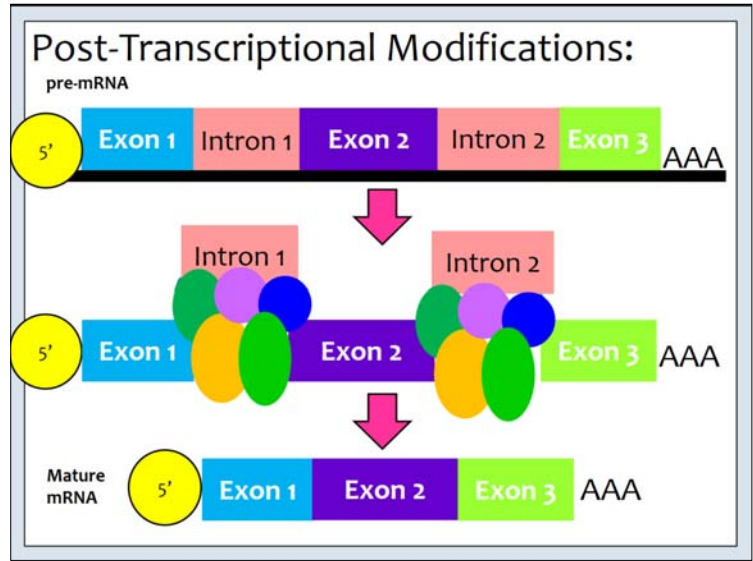 Post-Transcriptional Modifications:
pre-mRNA
5’ Exon 1 Intron 1 Exon 2 Intron 2 Exon 3 AAA
Intron 1 Intron 2
5’ Exon 1 Exon 2 Exon 3 AAA
Mature
mRNA
5’ Exon 1 Exon 2 Exon 3 AAA